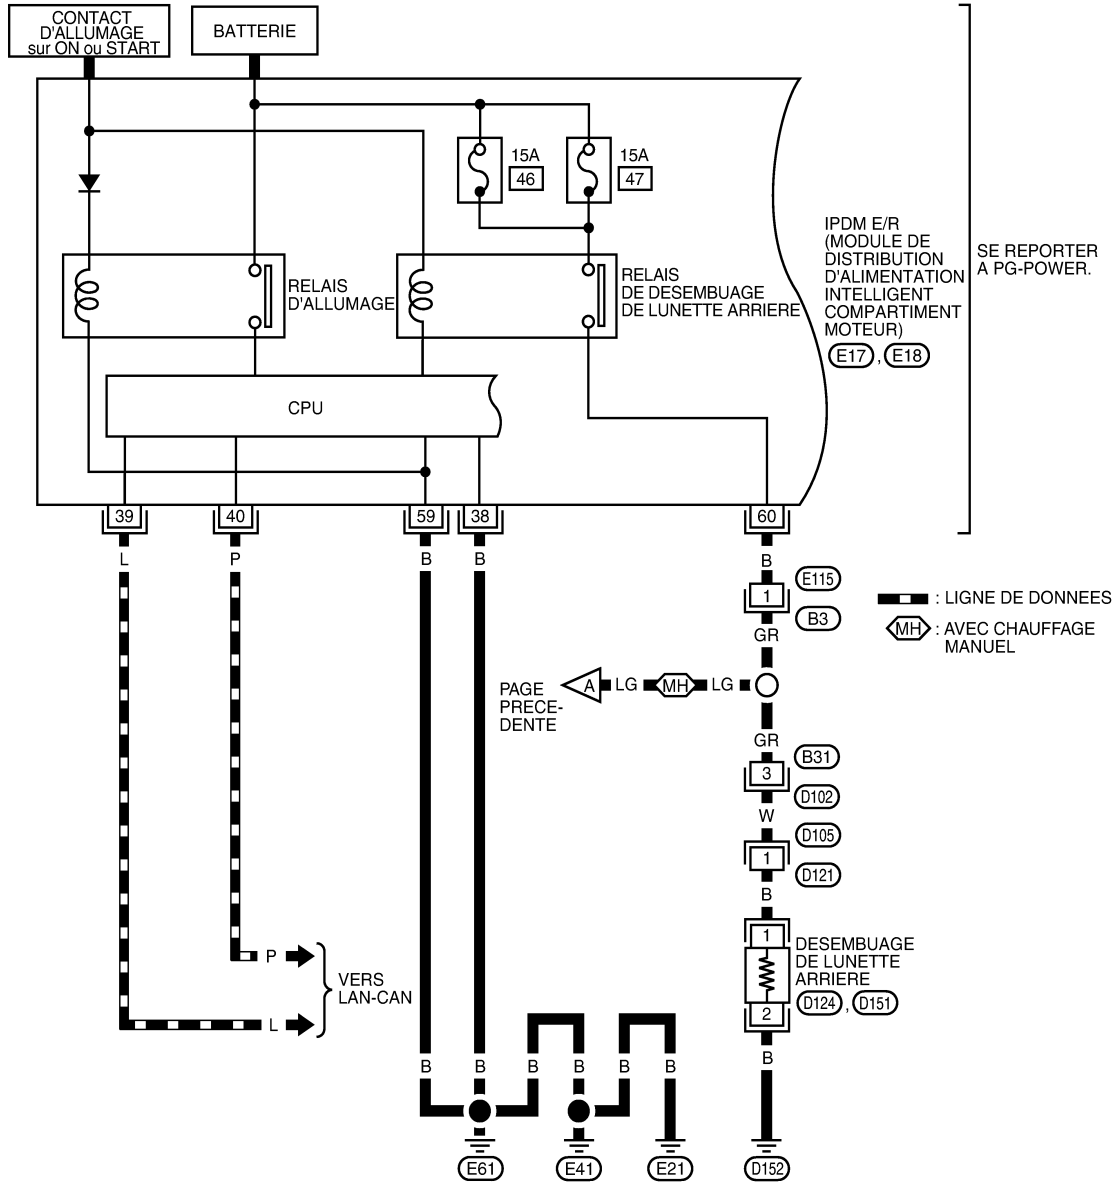 CONTACT
D'ALLUMAGE
sur ON ou START
BATTERIE
15A
46
15A
47
RELAIS
D'ALLUMAGE
RELAIS
DE DESEMBUAGE
DE LUNETTE ARRIERE
IPDM E/R
(MODULE DE
DISTRIBUTION
D'ALIMENTATION
INTELLIGENT
COMPARTIMENT
MOTEUR)
E17 , E18
SE REPORTER
A PG-POWER.
CPU
39
40
59
38
60
L
P
B
B
B
E115
1
B3
GR
: LIGNE DE DONNEES
MH : AVEC CHAUFFAGE
MANUEL
PAGE
PRECE-
DENTE
A
LG
MH
LG
GR
B31
3
D102
W
D105
1
D121
B
1
DESEMBUAGE
DE LUNETTE
ARRIERE
D124 , D151
2
P
L
VERS
LAN-CAN
B
B
B
B
B
B
B
E61
E41
E21
D152